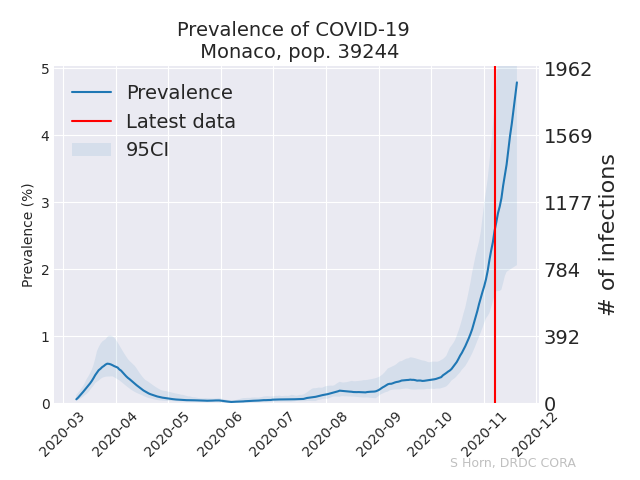 Prevalence of COVID-19
Monaco, pop. 39244
Prevalence
Latest data
95CI
Prevalence (%)
5
4
3
2
1
0
1962
1569
1177
784
392
0
# of infections
2020-03
2020-04
2020-05
2020-06
2020-07
2020-08
2020-09
2020-10
2020-11
2020-12
S Horn, DRDC CORA